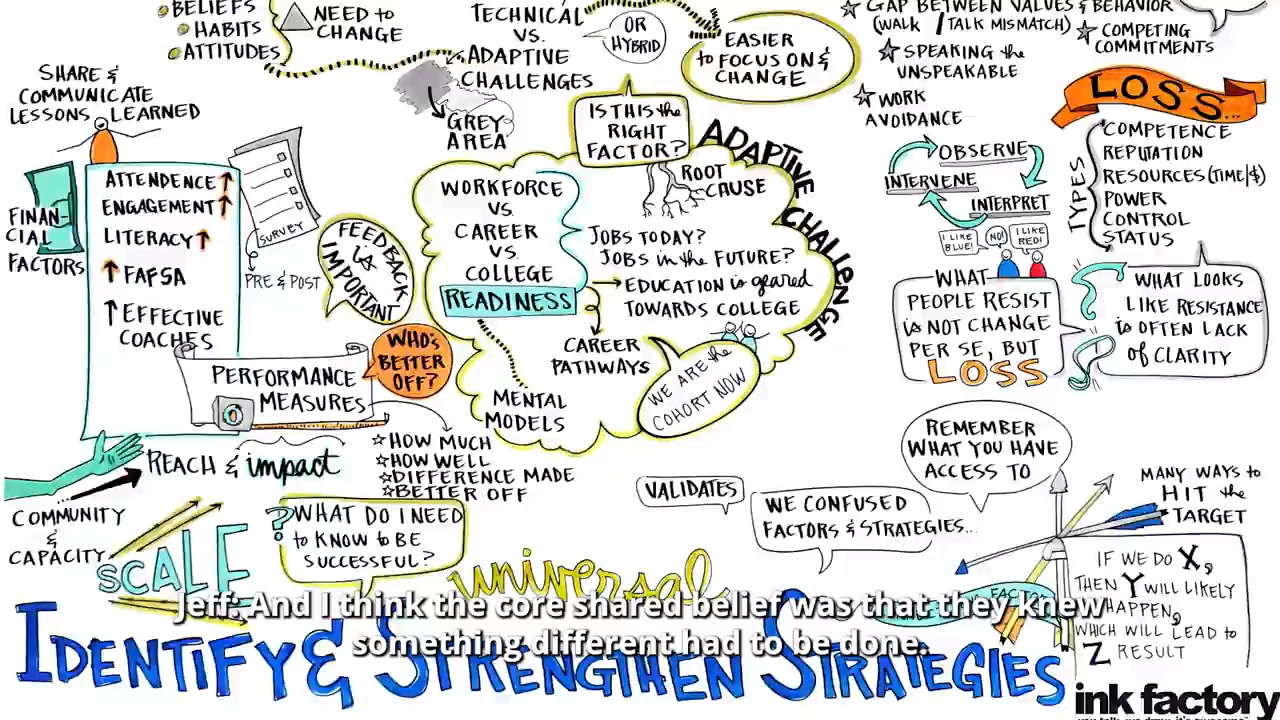 BELIEFS
HABITS
ATTITUDES
NEED to
CHANGE
TECHNICAL
VS.
ADAPTIVE
CHALLENGES
OR
HYBRID
GREY
AREA
EASIER
to FOCUS ON &
CHANGE
GAP BETWEEN VALUES & BEHAVIOR
(WALK / TALK MISMATCH)
COMPETING
COMMITMENTS
SPEAKING the
UNSPEAKABLE
WORK
AVOIDANCE
SHARE &
COMMUNICATE
LESSONS LEARNED
FINAN-
CIAL
FACTORS
ATTENDENCE
ENGAGEMENT
LITERACY
FAFSA
EFFECTIVE
COACHES
SURVEY
PRE & POST
FEEDBACK
is
IMPORTANT
WHO'S
BETTER
OFF?
PERFORMANCE
MEASURES
HOW MUCH
HOW WELL
DIFFERENCE MADE
BETTER OFF
REACH & impact
COMMUNITY
&
CAPACITY
SCALE
WHAT DO I NEED
to KNOW to BE
SUCCESSFUL?
IS THIS the
RIGHT
FACTOR?
ROOT
CAUSE
ADAPTIVE CHALLENGE
WORKFORCE
VS.
CAREER
VS.
COLLEGE
READINESS
JOBS TODAY?
JOBS in the FUTURE?
EDUCATION is geared
TOWARDS COLLEGE
CAREER
PATHWAYS
MENTAL
MODELS
WE ARE the
COHORT NOW
OBSERVE
INTERPRET
INTERVENE
I LIKE
BLUE!
NO!
I LIKE
RED!
WHAT
PEOPLE RESIST
is NOT CHANGE
PER SE, BUT
LOSS
LOSS...
TYPES
COMPETENCE
REPUTATION
RESOURCES (TIME/$)
POWER
CONTROL
STATUS
WHAT LOOKS
LIKE RESISTANCE
is OFTEN LACK
of CLARITY
REMEMBER
WHAT YOU HAVE
ACCESS TO
VALIDATES
WE CONFUSED
FACTORS & STRATEGIES...
MANY WAYS to
HIT the
TARGET
IF WE DO X,
THEN Y WILL LIKELY
HAPPEN,
WHICH WILL LEAD to
Z RESULT
universal
Jeff: And I think the core shared belief was that they knew
something different had to be done.
IDENTIFY & STRENGTHEN STRATEGIES
ink factory